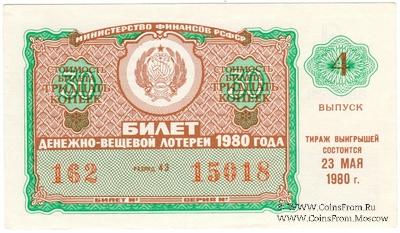 МИНИСТЕРСТВО ФИНАНСОВ РСФСР
СТОИМОСТЬ БИЛЕТА ТРИДЦАТЬ КОПЕЕК
СТОИМОСТЬ БИЛЕТА ТРИДЦАТЬ КОПЕЕК
БИЛЕТ
ДЕНЕЖНО-ВЕЩЕВОЙ ЛОТЕРЕИ 1980 ГОДА
162 РАЗРЯД 43 15018
БИЛЕТ № СЕРИЯ №
4
ВЫПУСК
ТИРАЖ ВЫИГРЫШЕЙ
СОСТОИТСЯ
23 МАЯ
1980 г.
© CoinsFrom.Ru
www.CoinsFrom.Moscow